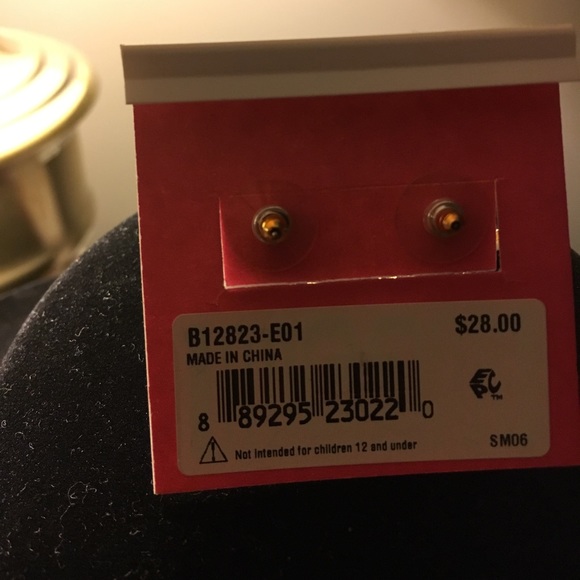 B12823-E01 $28.00
MADE IN CHINA
8 89295 23022 0
Not intended for children 12 and under
SM06